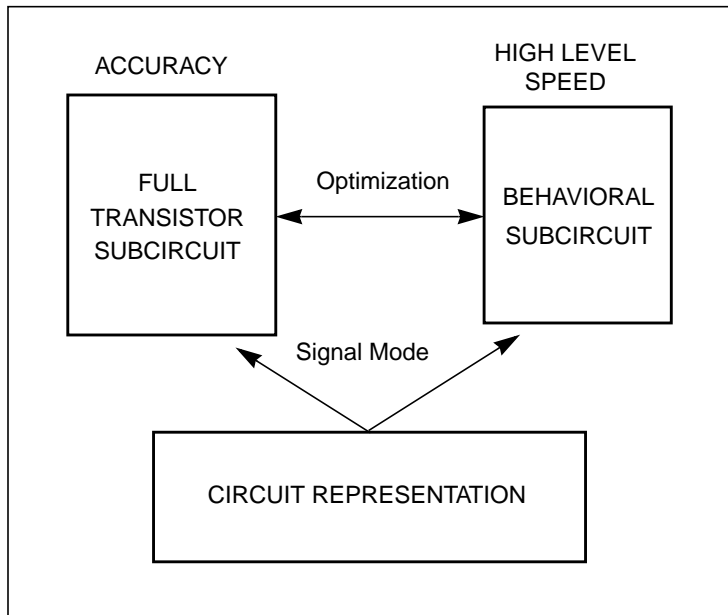 ACCURACY
HIGH LEVEL
SPEED
FULL
TRANSISTOR
SUBCIRCUIT
Optimization
BEHAVIORAL
SUBCIRCUIT
Signal Mode
CIRCUIT REPRESENTATION